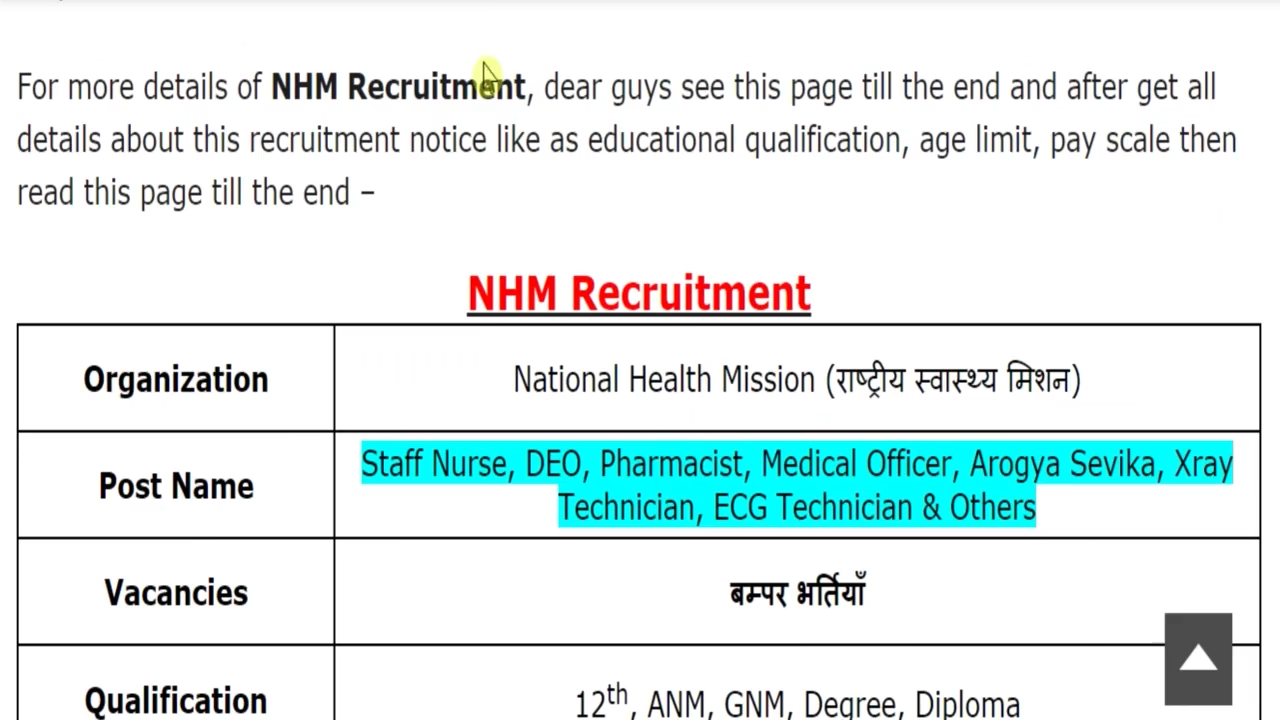 For more details of NHM Recruitment, dear guys see this page till the end and after get all
details about this recruitment notice like as educational qualification, age limit, pay scale then
read this page till the end –
NHM Recruitment
Organization
National Health Mission (राष्ट्रीय स्वास्थ्य मिशन)
Post Name
Staff Nurse, DEO, Pharmacist, Medical Officer, Arogya Sevika, Xray
Technician, ECG Technician & Others
Vacancies
बम्पर भर्तियाँ
Qualification
12th, ANM, GNM, Degree, Diploma